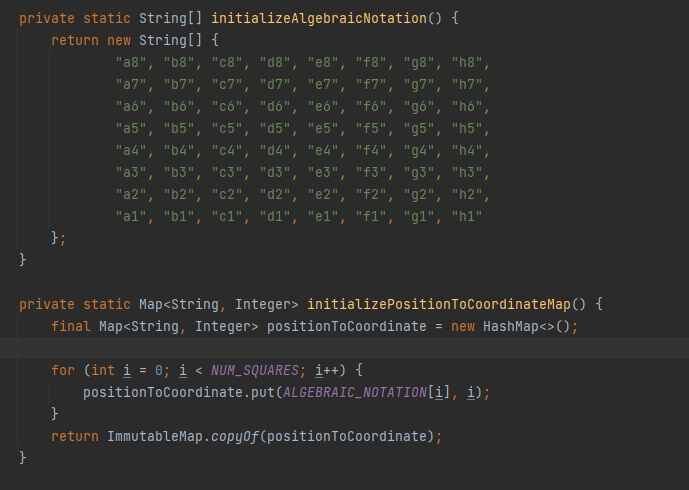 private static String[] initializeAlgebraicNotation() {
    return new String[] {
            "a8", "b8", "c8", "d8", "e8", "f8", "g8", "h8",
            "a7", "b7", "c7", "d7", "e7", "f7", "g7", "h7",
            "a6", "b6", "c6", "d6", "e6", "f6", "g6", "h6",
            "a5", "b5", "c5", "d5", "e5", "f5", "g5", "h5",
            "a4", "b4", "c4", "d4", "e4", "f4", "g4", "h4",
            "a3", "b3", "c3", "d3", "e3", "f3", "g3", "h3",
            "a2", "b2", "c2", "d2", "e2", "f2", "g2", "h2",
            "a1", "b1", "c1", "d1", "e1", "f1", "g1", "h1"
    };
}
private static Map<String, Integer> initializePositionToCoordinateMap() {
    final Map<String, Integer> positionToCoordinate = new HashMap<>();
    for (int i = 0; i < NUM_SQUARES; i++) {
        positionToCoordinate.put(ALGEBRAIC_NOTATION[i], i);
    }
    return ImmutableMap.copyOf(positionToCoordinate);
}